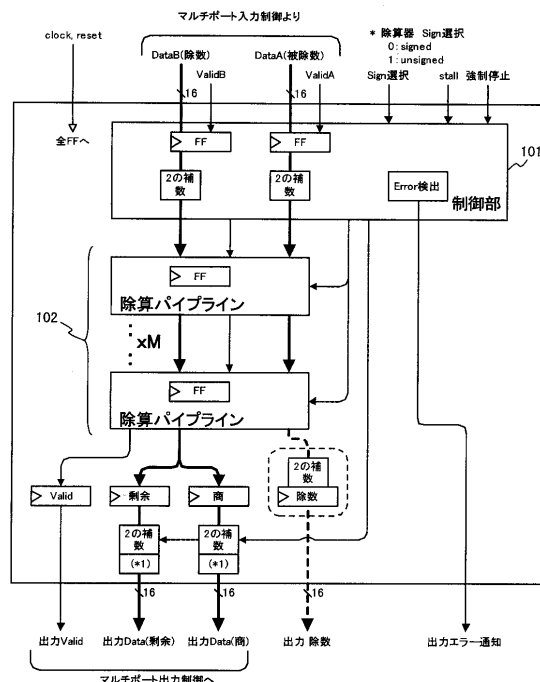 マルチポート入力制御より
clock, reset
DataB(除数)
DataA(被除数)
* 除算器 Sign選択
0:signed
1:unsigned
ValidB
ValidA
Sign選択
stall
強制停止
16
16
全FFへ
101
FF
FF
2の補数
2の補数
Error検出
制御部
FF
除算パイプライン
102
xM
FF
除算パイプライン
2の補数
Valid
剰余
商
除数
2の補数
(*1)
2の補数
(*1)
16
16
16
出力Valid
出力Data(剰余)
出力Data(商)
出力 除数
出力エラー通知
マルチポート出力制御へ